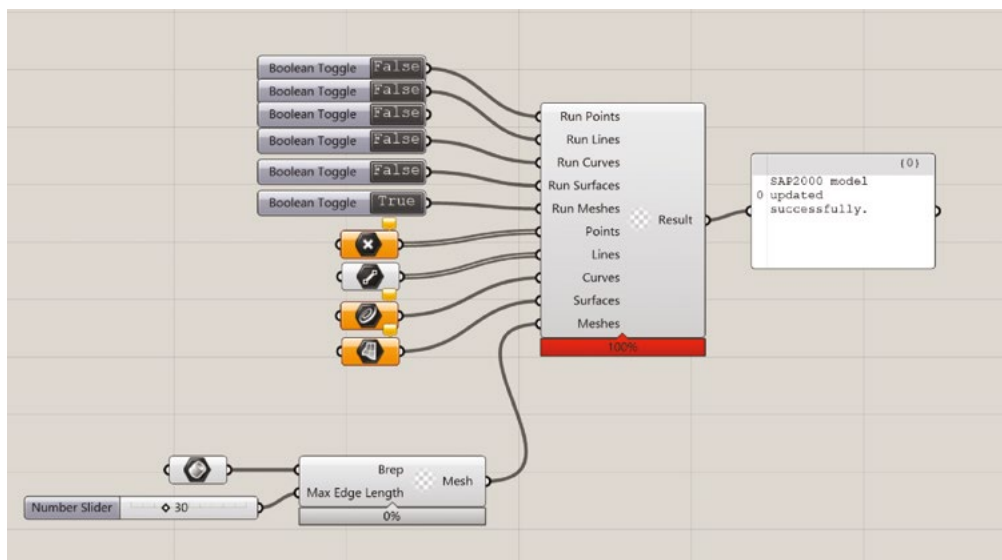 Boolean Toggle False
Boolean Toggle False
Boolean Toggle False
Boolean Toggle False
Boolean Toggle False
Boolean Toggle True
Run Points
Run Lines
Run Curves
Run Surfaces
Run Meshes
Points
Lines
Curves
Surfaces
Meshes
Result
100%
{0}
SAP2000 model
0 updated
successfully.
Brep
Max Edge Length
Mesh
0%
Number Slider 30